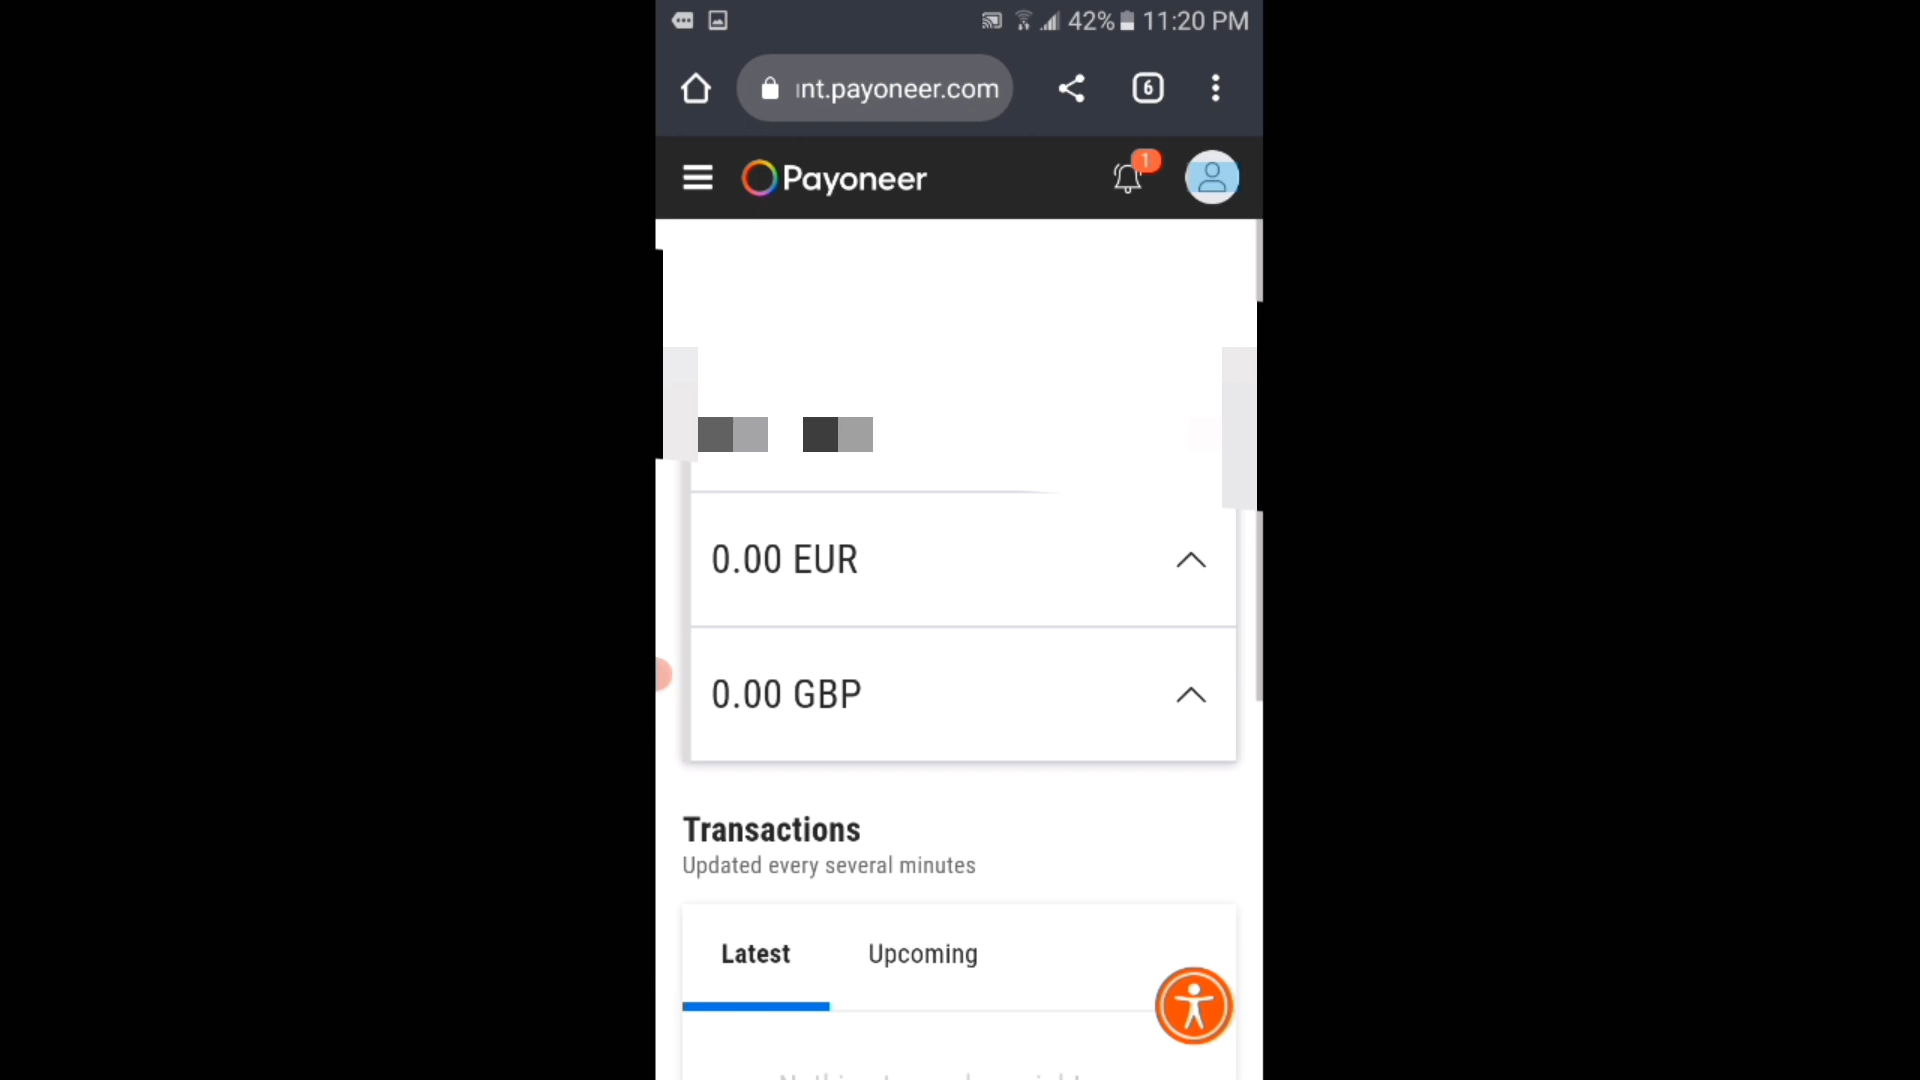 42% 11:20 PM
nt.payoneer.com
6
Payoneer
1
0.00 EUR
0.00 GBP
Transactions
Updated every several minutes
Latest Upcoming